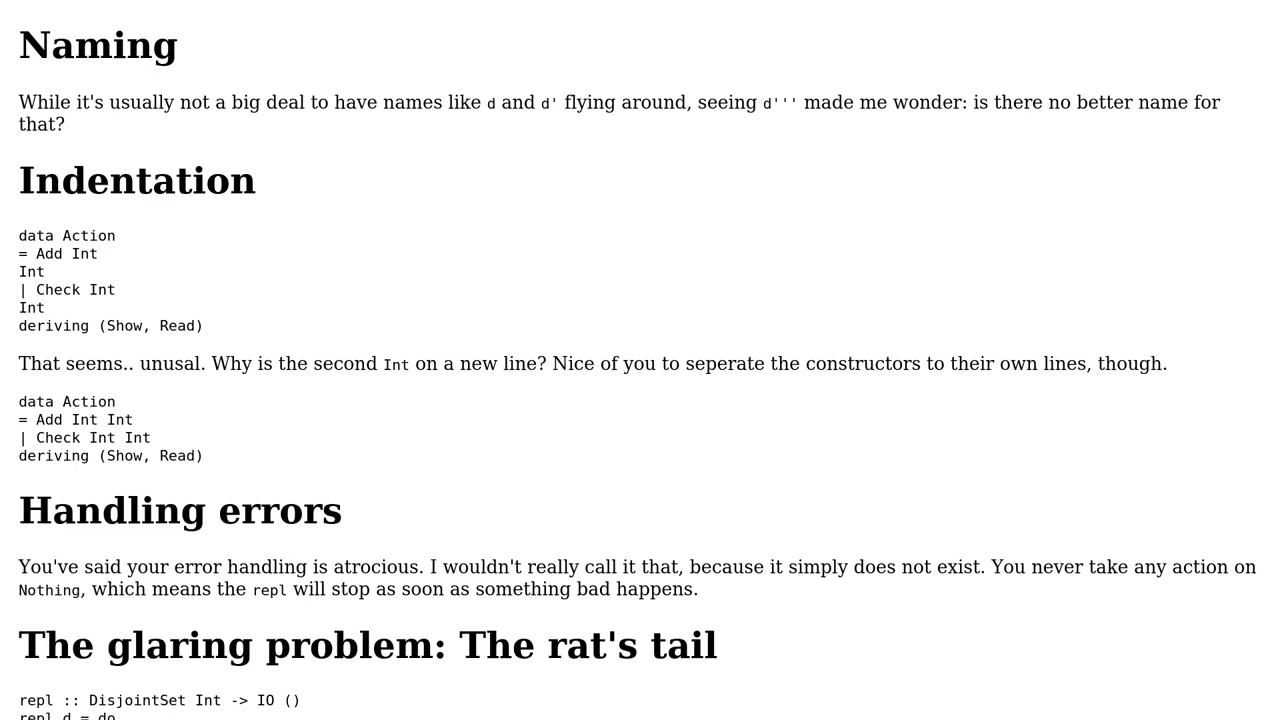 Naming
While it's usually not a big deal to have names like d and d' flying around, seeing d''' made me wonder: is there no better name for
that?
Indentation
data Action
= Add Int
Int
| Check Int
Int
deriving (Show, Read)
That seems.. unusal. Why is the second Int on a new line? Nice of you to seperate the constructors to their own lines, though.
data Action
= Add Int Int
| Check Int Int
deriving (Show, Read)
Handling errors
You've said your error handling is atrocious. I wouldn't really call it that, because it simply does not exist. You never take any action on
Nothing, which means the repl will stop as soon as something bad happens.
The glaring problem: The rat's tail
repl :: DisjointSet Int -> IO ()
repl d = do